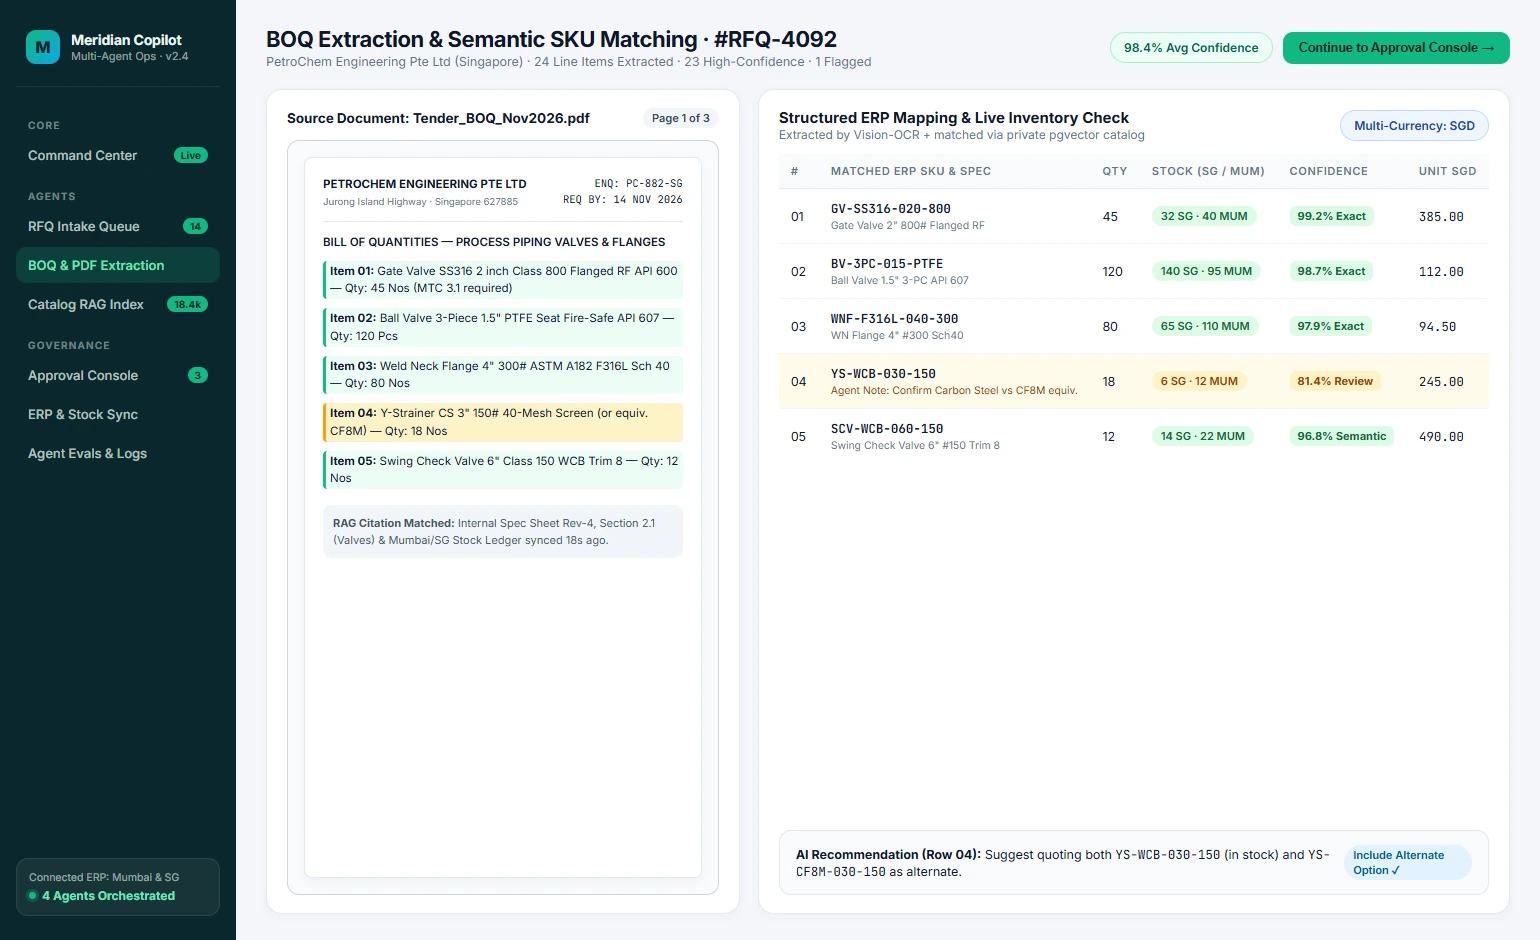 M
Meridian Copilot
Multi-Agent Ops · v2.4
CORE
Command Center Live
AGENTS
RFQ Intake Queue 14
BOQ & PDF Extraction
Catalog RAG Index 18.4k
GOVERNANCE
Approval Console 3
ERP & Stock Sync
Agent Evals & Logs
Connected ERP: Mumbai & SG
4 Agents Orchestrated
BOQ Extraction & Semantic SKU Matching · #RFQ-4092
PetroChem Engineering Pte Ltd (Singapore) · 24 Line Items Extracted · 23 High-Confidence · 1 Flagged
98.4% Avg Confidence
Continue to Approval Console →
Source Document: Tender_BOQ_Nov2026.pdf
Page 1 of 3
PETROCHEM ENGINEERING PTE LTD
Jurong Island Highway · Singapore 627885
ENQ: PC-882-SG
REQ BY: 14 NOV 2026
BILL OF QUANTITIES — PROCESS PIPING VALVES & FLANGES
Item 01: Gate Valve SS316 2 inch Class 800 Flanged RF API 600
— Qty: 45 Nos (MTC 3.1 required)
Item 02: Ball Valve 3-Piece 1.5" PTFE Seat Fire-Safe API 607 —
Qty: 120 Pcs
Item 03: Weld Neck Flange 4" 300# ASTM A182 F316L Sch 40
— Qty: 80 Nos
Item 04: Y-Strainer CS 3" 150# 40-Mesh Screen (or equiv.
CF8M) — Qty: 18 Nos
Item 05: Swing Check Valve 6" Class 150 WCB Trim 8 — Qty: 12
Nos
RAG Citation Matched: Internal Spec Sheet Rev-4, Section 2.1
(Valves) & Mumbai/SG Stock Ledger synced 18s ago.
Structured ERP Mapping & Live Inventory Check
Extracted by Vision-OCR + matched via private pgvector catalog
Multi-Currency: SGD
# MATCHED ERP SKU & SPEC QTY STOCK (SG / MUM) CONFIDENCE UNIT SGD
01 GV-SS316-020-800 45 32 SG · 40 MUM 99.2% Exact 385.00
Gate Valve 2" 800# Flanged RF
02 BV-3PC-015-PTFE 120 140 SG · 95 MUM 98.7% Exact 112.00
Ball Valve 1.5" 3-PC API 607
03 WNF-F316L-040-300 80 65 SG · 110 MUM 97.9% Exact 94.50
WN Flange 4" #300 Sch40
04 YS-WCB-030-150 18 6 SG · 12 MUM 81.4% Review 245.00
Agent Note: Confirm Carbon Steel vs CF8M equiv.
05 SCV-WCB-060-150 12 14 SG · 22 MUM 96.8% Semantic 490.00
Swing Check Valve 6" #150 Trim 8
AI Recommendation (Row 04): Suggest quoting both YS-WCB-030-150 (in stock) and YS-
CF8M-030-150 as alternate.
Include Alternate
Option ✓